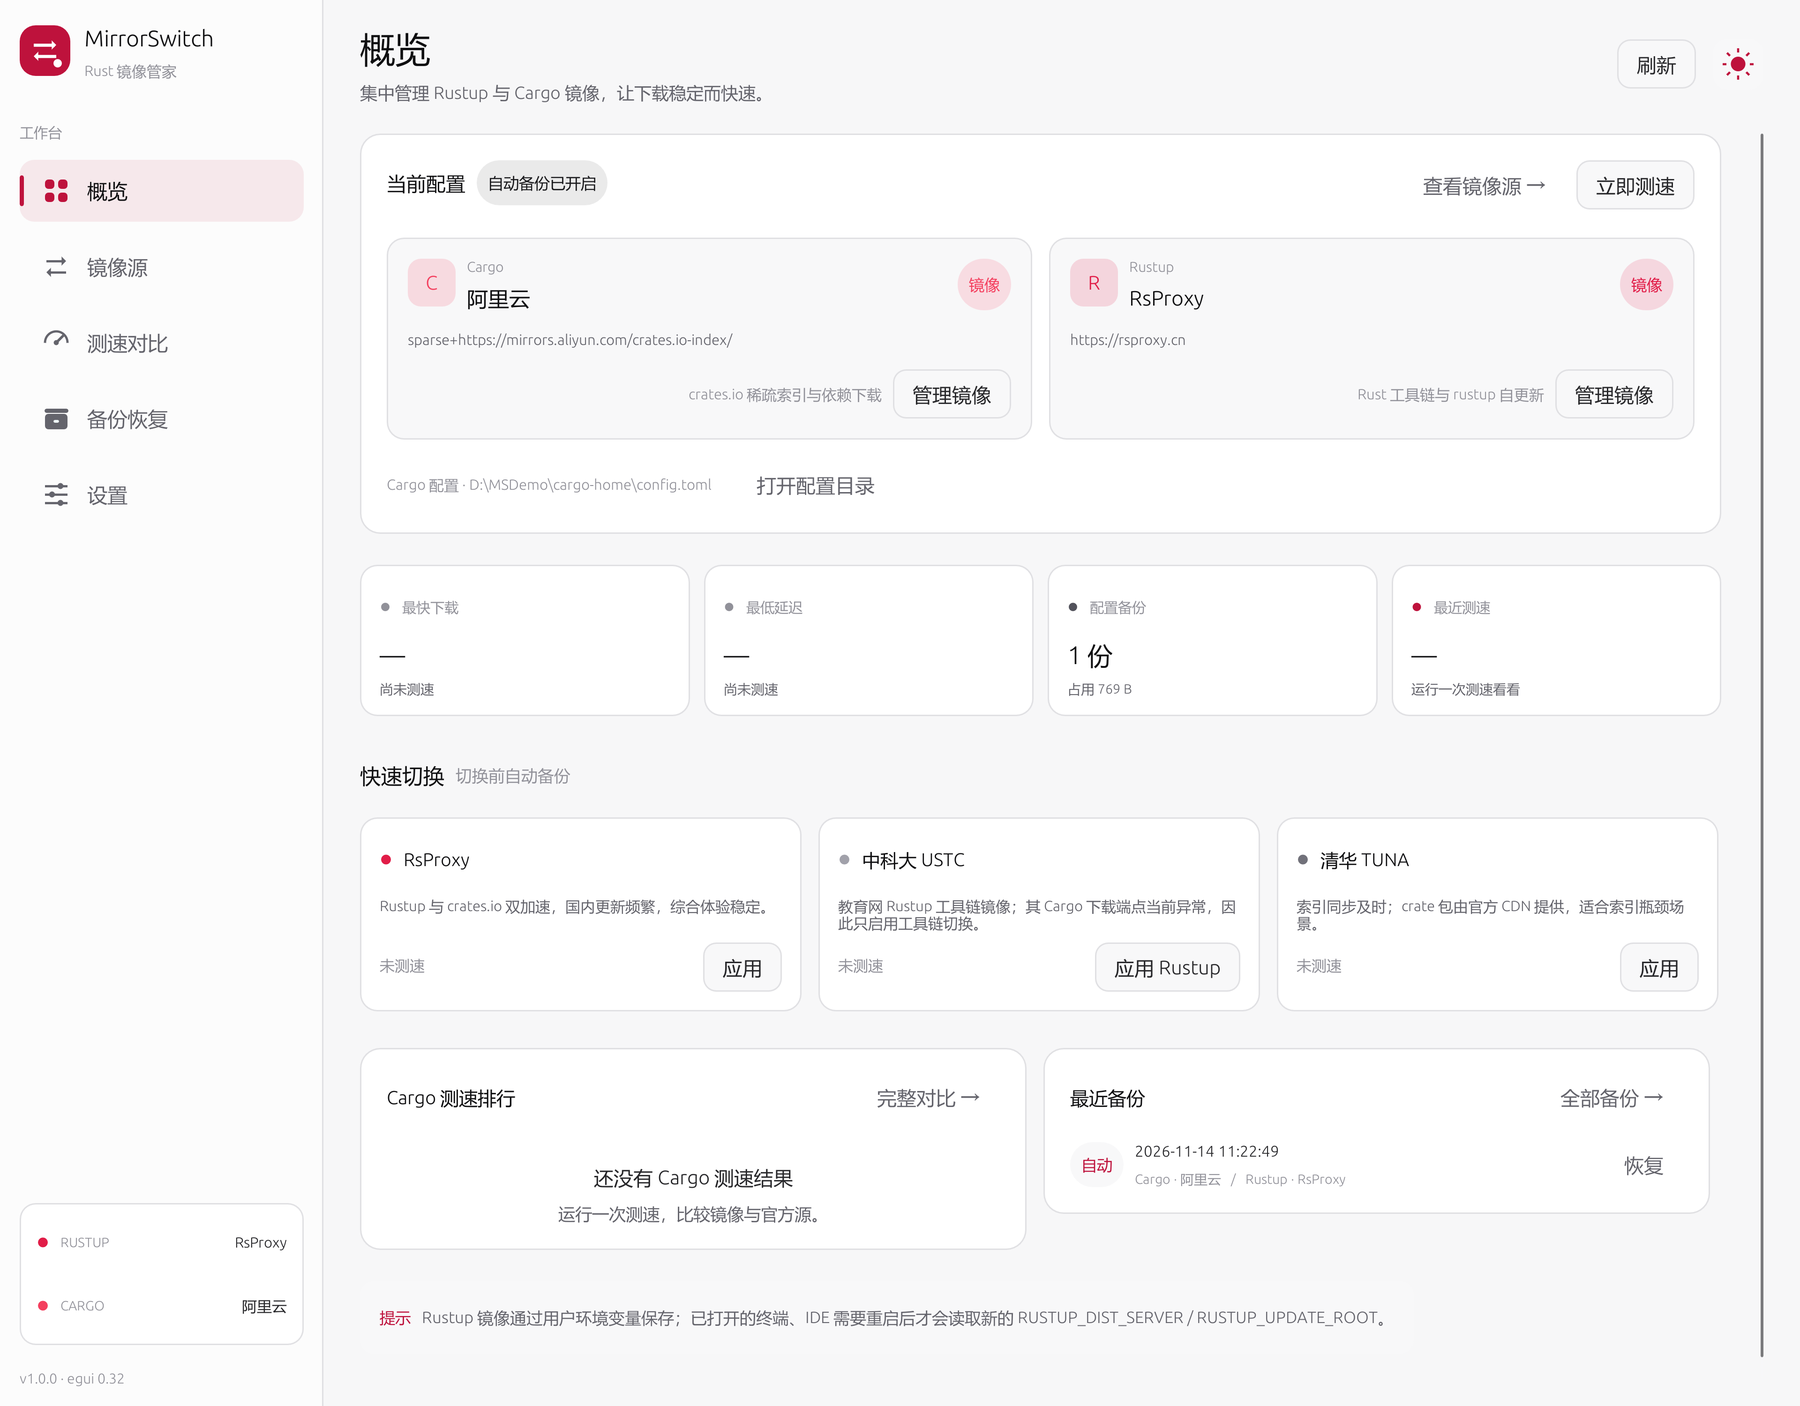 MirrorSwitch
Rust 镜像管家
工作台
概览
镜像源
测速对比
备份恢复
设置
RUSTUP RsProxy
CARGO 阿里云
v1.0.0 · egui 0.32
概览
集中管理 Rustup 与 Cargo 镜像，让下载稳定而快速。
刷新
当前配置 自动备份已开启
查看镜像源 → 立即测速
C Cargo
阿里云
镜像
sparse+https://mirrors.aliyun.com/crates.io-index/
crates.io 稀疏索引与依赖下载 管理镜像
R Rustup
RsProxy
镜像
https://rsproxy.cn
Rust 工具链与 rustup 自更新 管理镜像
Cargo 配置 · D:\MSDemo\cargo-home\config.toml 打开配置目录
最快下载
—
尚未测速
最低延迟
—
尚未测速
配置备份
1 份
占用 769 B
最近测速
—
运行一次测速看看
快速切换 切换前自动备份
RsProxy
Rustup 与 crates.io 双加速，国内更新频繁，综合体验稳定。
未测速 应用
中科大 USTC
教育网 Rustup 工具链镜像；其 Cargo 下载端点当前异常，因
此只启用工具链切换。
未测速 应用 Rustup
清华 TUNA
索引同步及时；crate 包由官方 CDN 提供，适合索引瓶颈场
景。
未测速 应用
Cargo 测速排行 完整对比 →
还没有 Cargo 测速结果
运行一次测速，比较镜像与官方源。
最近备份 全部备份 →
自动 2026-11-14 11:22:49
Cargo · 阿里云 / Rustup · RsProxy
恢复
提示 Rustup 镜像通过用户环境变量保存；已打开的终端、IDE 需要重启后才会读取新的 RUSTUP_DIST_SERVER / RUSTUP_UPDATE_ROOT。